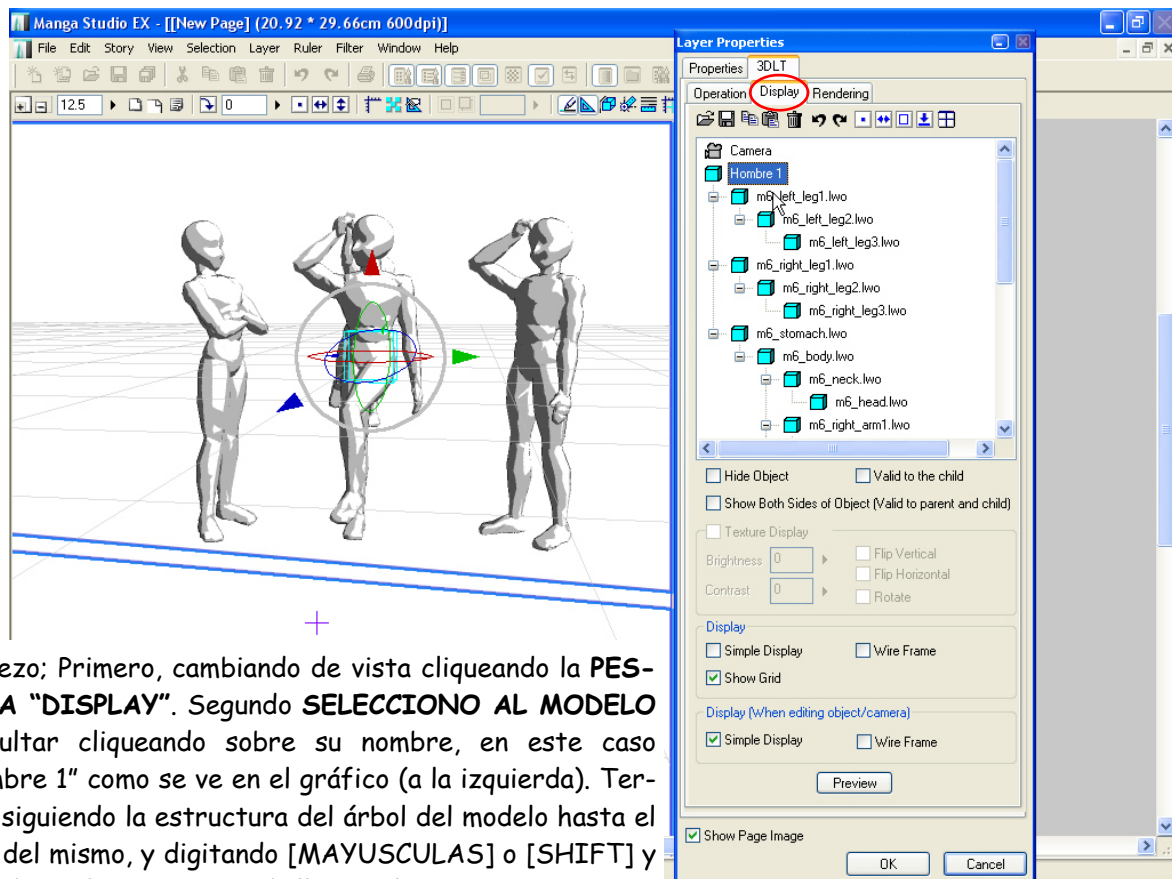 Manga Studio EX - [[New Page] (20.92 * 29.66cm 600dpi)]
File Edit Story View Selection Layer Ruler Filter Window Help
12.5
0
Layer Properties
Properties 3DLT
Operation Display Rendering
Camera
Hombre 1
m6_left_leg1.lwo
m6_left_leg2.lwo
m6_left_leg3.lwo
m6_right_leg1.lwo
m6_right_leg2.lwo
m6_right_leg3.lwo
m6_stomach.lwo
m6_body.lwo
m6_neck.lwo
m6_head.lwo
m6_right_arm1.lwo
Hide Object Valid to the child
Show Both Sides of Object (Valid to parent and child)
Texture Display
Brightness 0 Flip Vertical
Flip Horizontal
Contrast 0
Rotate
Display
Simple Display Wire Frame
Show Grid
Display (When editing object/camera)
Simple Display Wire Frame
Preview
Show Page Image
OK Cancel
ezo; Primero, cambiando de vista cliqueando la PES-
A “DISPLAY”. Segundo SELECCIONO AL MODELO
ultar cliqueando sobre su nombre, en este caso
mbre 1” como se ve en el gráfico (a la izquierda). Ter-
siguiendo la estructura del árbol del modelo hasta el
del mismo, y digitando [MAYUSCULAS] o [SHIFT] y